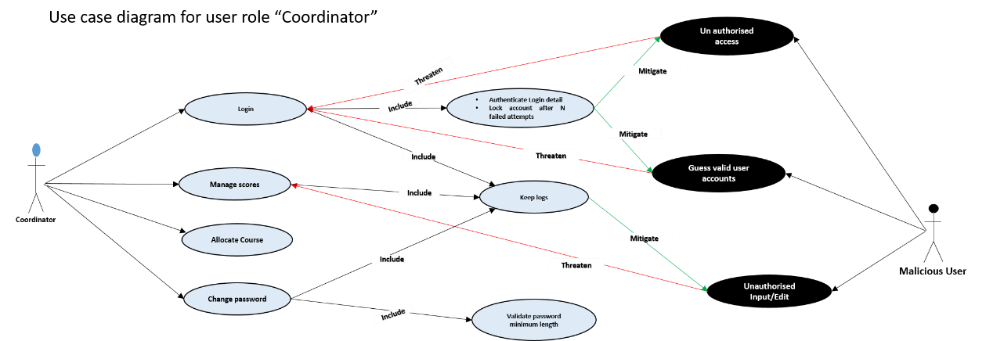 Use case diagram for user role “Coordinator”
Un authorised
access
Threaten
Mitigate
Login
Include
• Authenticate Login detail
• Lock account after N
failed attempts
Mitigate
Include
Threaten
Guess valid user
accounts
Coordinator
Manage scores
Include
Keep logs
Allocate Course
Mitigate
Include
Threaten
Malicious User
Change password
Unauthorised
Input/Edit
Include
Validate password
minimum length